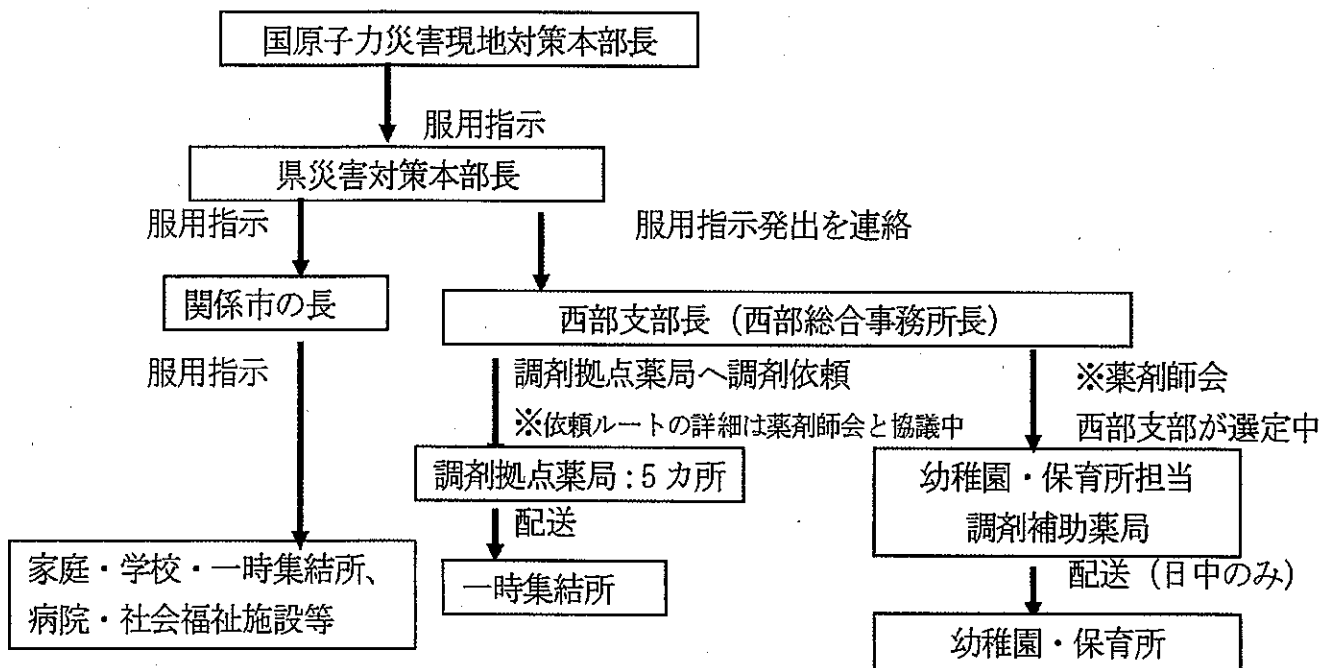 国原子力災害現地対策本部長
服用指示
県災害対策本部長
服用指示
服用指示発出を連絡
関係市の長
西部支部長（西部総合事務所長）
服用指示
調剤拠点薬局へ調剤依頼
※依頼ルートの詳細は薬剤師会と協議中
※薬剤師会
西部支部が選定中
調剤拠点薬局：5カ所
幼稚園・保育所担当
調剤補助薬局
配送
配送（日中のみ）
家庭・学校・一時集結所、
病院・社会福祉施設等
一時集結所
幼稚園・保育所